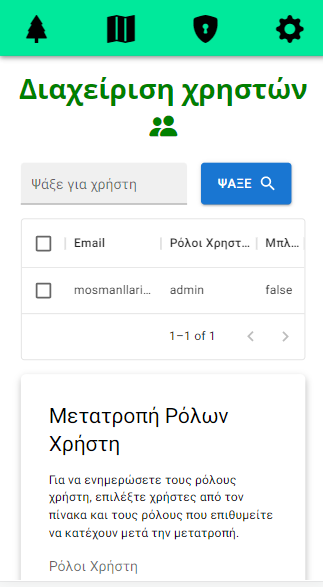 Διαχείριση χρηστών
Ψάξε για χρήστη
ΨΑΞΕ
Email
Ρόλοι Χρηστ...
Μπλ...
mosmanllari...
admin
false
1–1 of 1
Μετατροπή Ρόλων
Χρήστη
Για να ενημερώσετε τους ρόλους
χρήστη, επιλέξτε χρήστες από τον
πίνακα και τους ρόλους που επιθυμείτε
να κατέχουν μετά την μετατροπή.
Ρόλοι Χρήστη